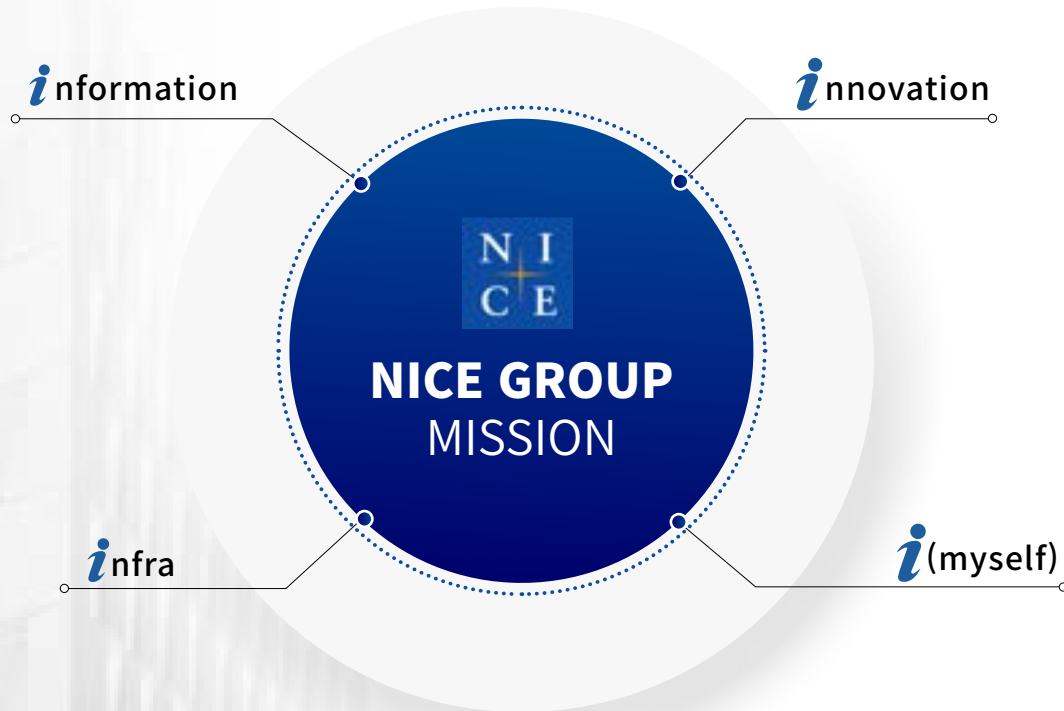 information
innovation
N I
C E
NICE GROUP
MISSION
infra
i(myself)